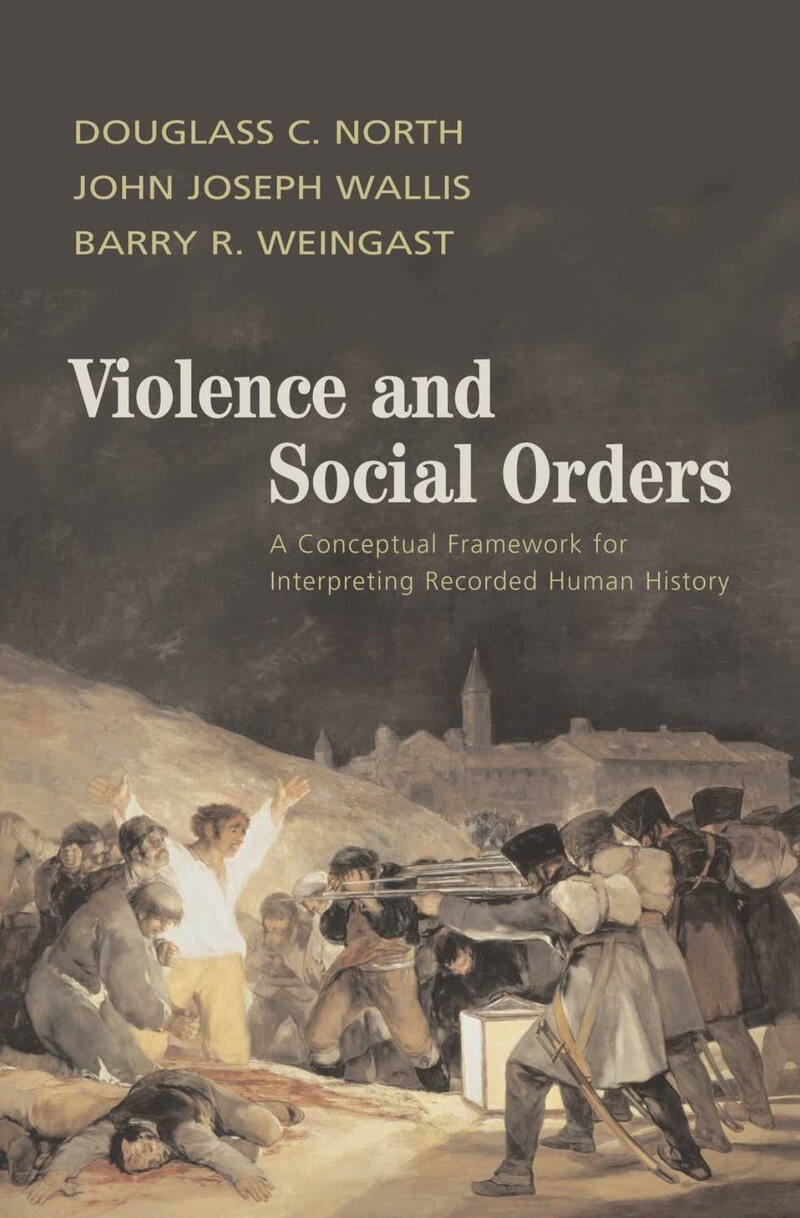 DOUGLASS C. NORTH
JOHN JOSEPH WALLIS
BARRY R. WEINGAST
Violence and
Social Orders
A Conceptual Framework for
Interpreting Recorded Human History